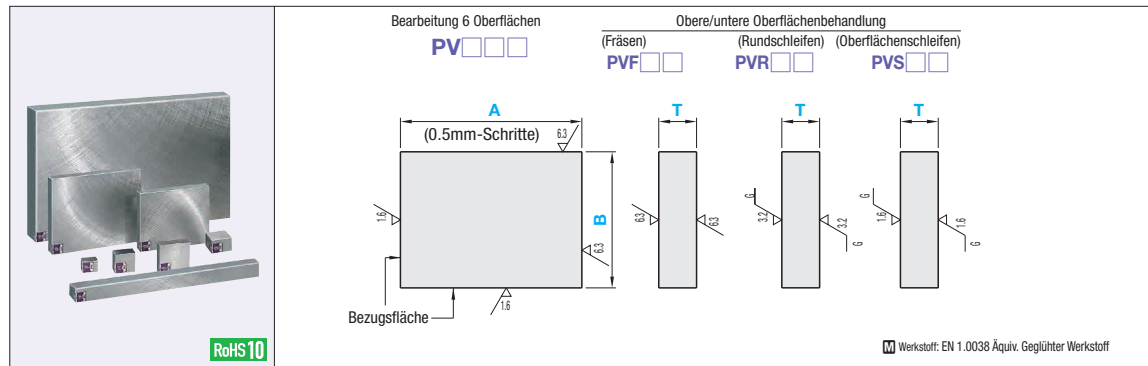 Bearbeitung 6 Oberflächen
PV□□□
Obere/untere Oberflächenbehandlung
(Fräsen) (Rundschleifen) (Oberflächenschleifen)
PVF□□ PVR□□ PVS□□
A T T T
(0.5mm-Schritte) 6.3
1.6 B 6.3 6.3 6.3 G 3.2 3.2 G G 1.6 1.6 G
1.6
Bezugsfläche
RoHS10
M Werkstoff: EN 1.0038 Äquiv. Geglühter Werkstoff